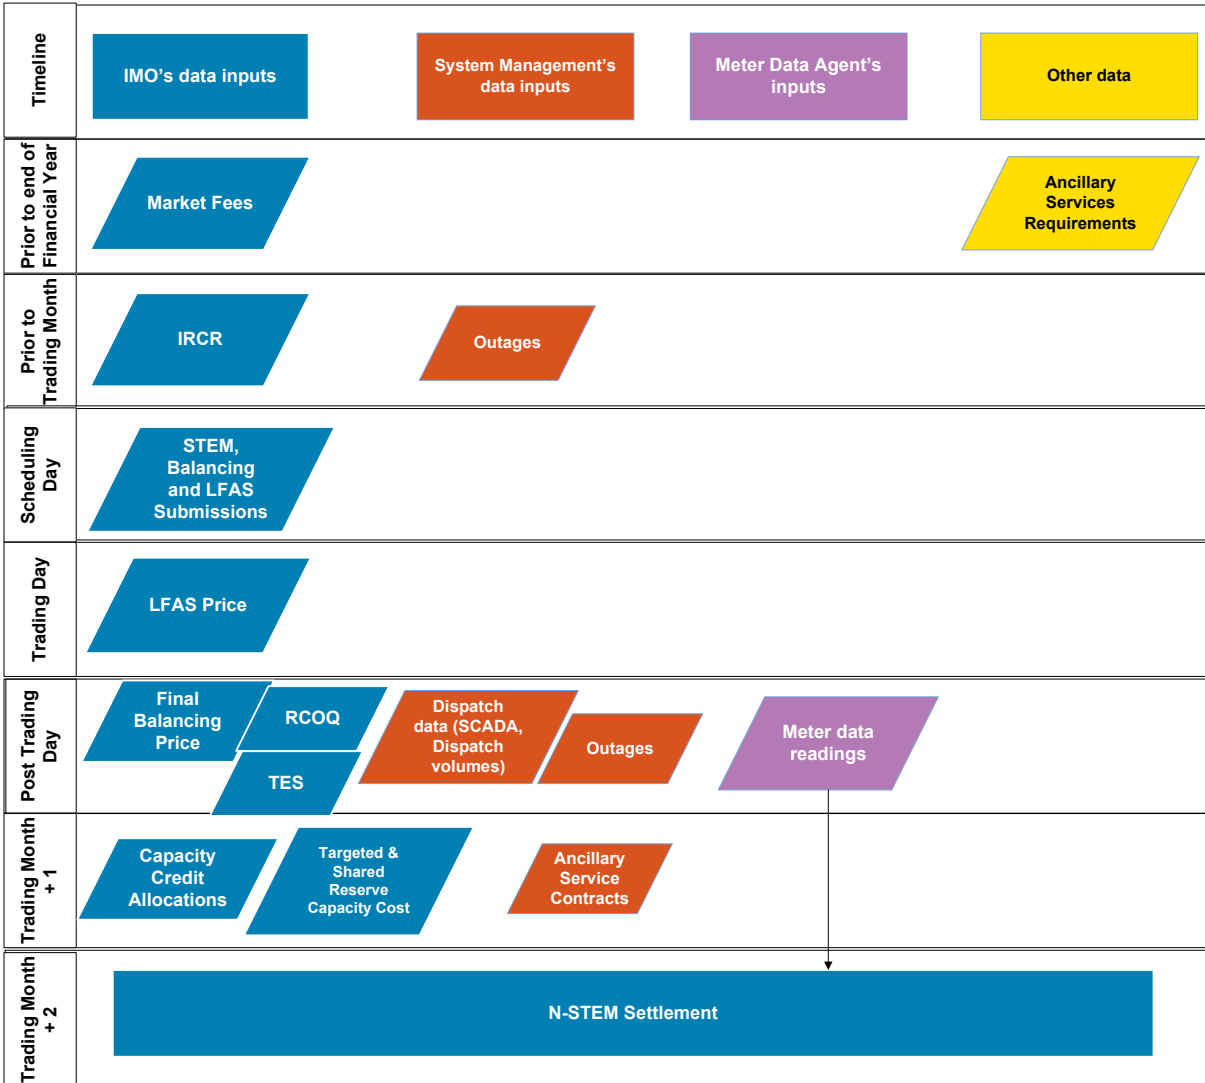 Timeline
IMO's data inputs
System Management's
data inputs
Meter Data Agent's
inputs
Other data
Prior to end of
Financial Year
Market Fees
Ancillary
Services
Requirements
Prior to
Trading Month
IRCR
Outages
Scheduling
Day
STEM,
Balancing
and LFAS
Submissions
Trading Day
LFAS Price
Post Trading
Day
Final
Balancing
Price
RCOQ
TES
Dispatch
data (SCADA,
Dispatch
volumes)
Outages
Meter data
readings
Trading Month
+ 1
Capacity
Credit
Allocations
Targeted &
Shared
Reserve
Capacity Cost
Ancillary
Service
Contracts
Trading Month
+ 2
N-STEM Settlement